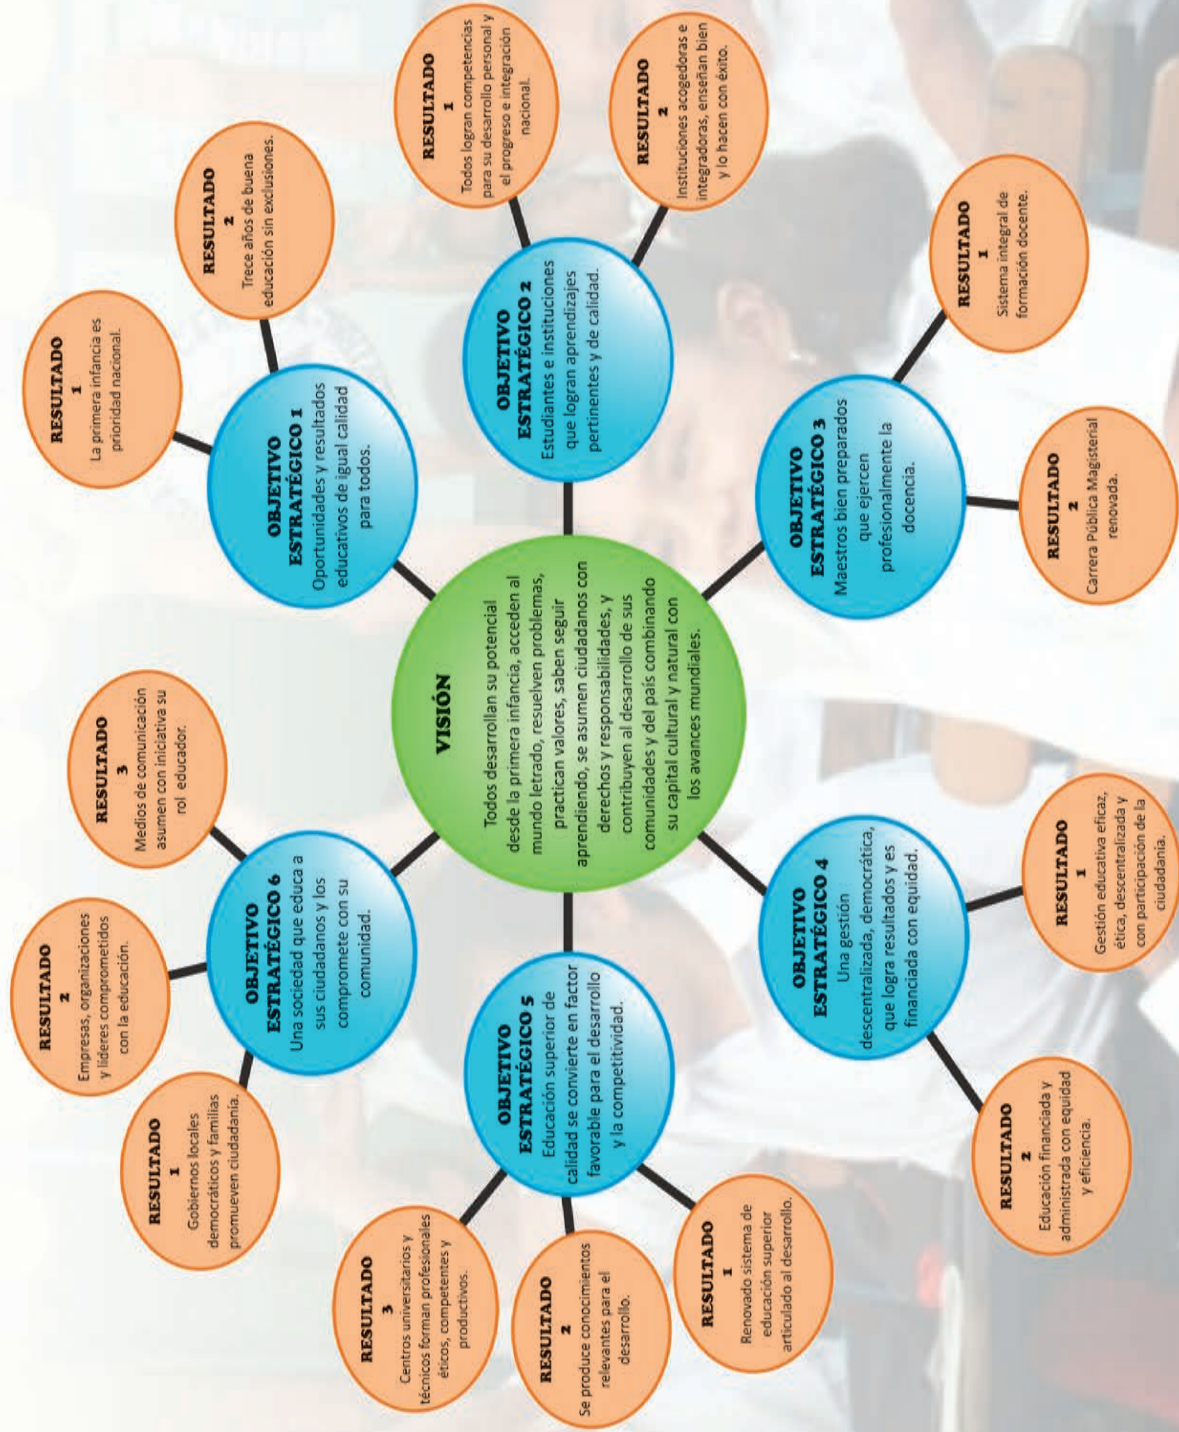 VISIÓN
Todos desarrollan su potencial
desde la primera infancia, acceden al
mundo letrado, resuelven problemas,
practican valores, saben seguir
aprendiendo, se asumen ciudadanos con
derechos y responsabilidades, y
contribuyen al desarrollo de sus
comunidades y del país combinando
su capital cultural y natural con
los avances mundiales.
OBJETIVO
ESTRATÉGICO 1
Oportunidades y resultados
educativos de igual calidad
para todos.
RESULTADO
1
La primera infancia es
prioridad nacional.
RESULTADO
2
Trece años de buena
educación sin exclusiones.
OBJETIVO
ESTRATÉGICO 2
Estudiantes e instituciones
que logran aprendizajes
pertinentes y de calidad.
RESULTADO
1
Todos logran competencias
para su desarrollo personal y
el progreso e integración
nacional.
RESULTADO
2
Instituciones acogedoras e
integradoras, enseñan bien
y lo hacen con éxito.
OBJETIVO
ESTRATÉGICO 3
Maestros bien preparados
que ejercen
profesionalmente la
docencia.
RESULTADO
1
Sistema integral de
formación docente.
RESULTADO
2
Carrera Pública Magisterial
renovada.
OBJETIVO
ESTRATÉGICO 4
Una gestión
descentralizada, democrática,
que logra resultados y es
financiada con equidad.
RESULTADO
1
Gestión educativa eficaz,
ética, descentralizada y
con participación de la
ciudadanía.
RESULTADO
2
Educación financiada y
administrada con equidad
y eficiencia.
OBJETIVO
ESTRATÉGICO 5
Educación superior de
calidad se convierte en factor
favorable para el desarrollo
y la competitividad.
RESULTADO
1
Renovado sistema de
educación superior
articulado al desarrollo.
RESULTADO
2
Se produce conocimientos
relevantes para el
desarrollo.
RESULTADO
3
Centros universitarios y
técnicos forman profesionales
éticos, competentes y
productivos.
OBJETIVO
ESTRATÉGICO 6
Una sociedad que educa a
sus ciudadanos y los
compromete con su
comunidad.
RESULTADO
1
Gobiernos locales
democráticos y familias
promueven ciudadanía.
RESULTADO
2
Empresas, organizaciones
y líderes comprometidos
con la educación.
RESULTADO
3
Medios de comunicación
asumen con iniciativa su
rol educador.